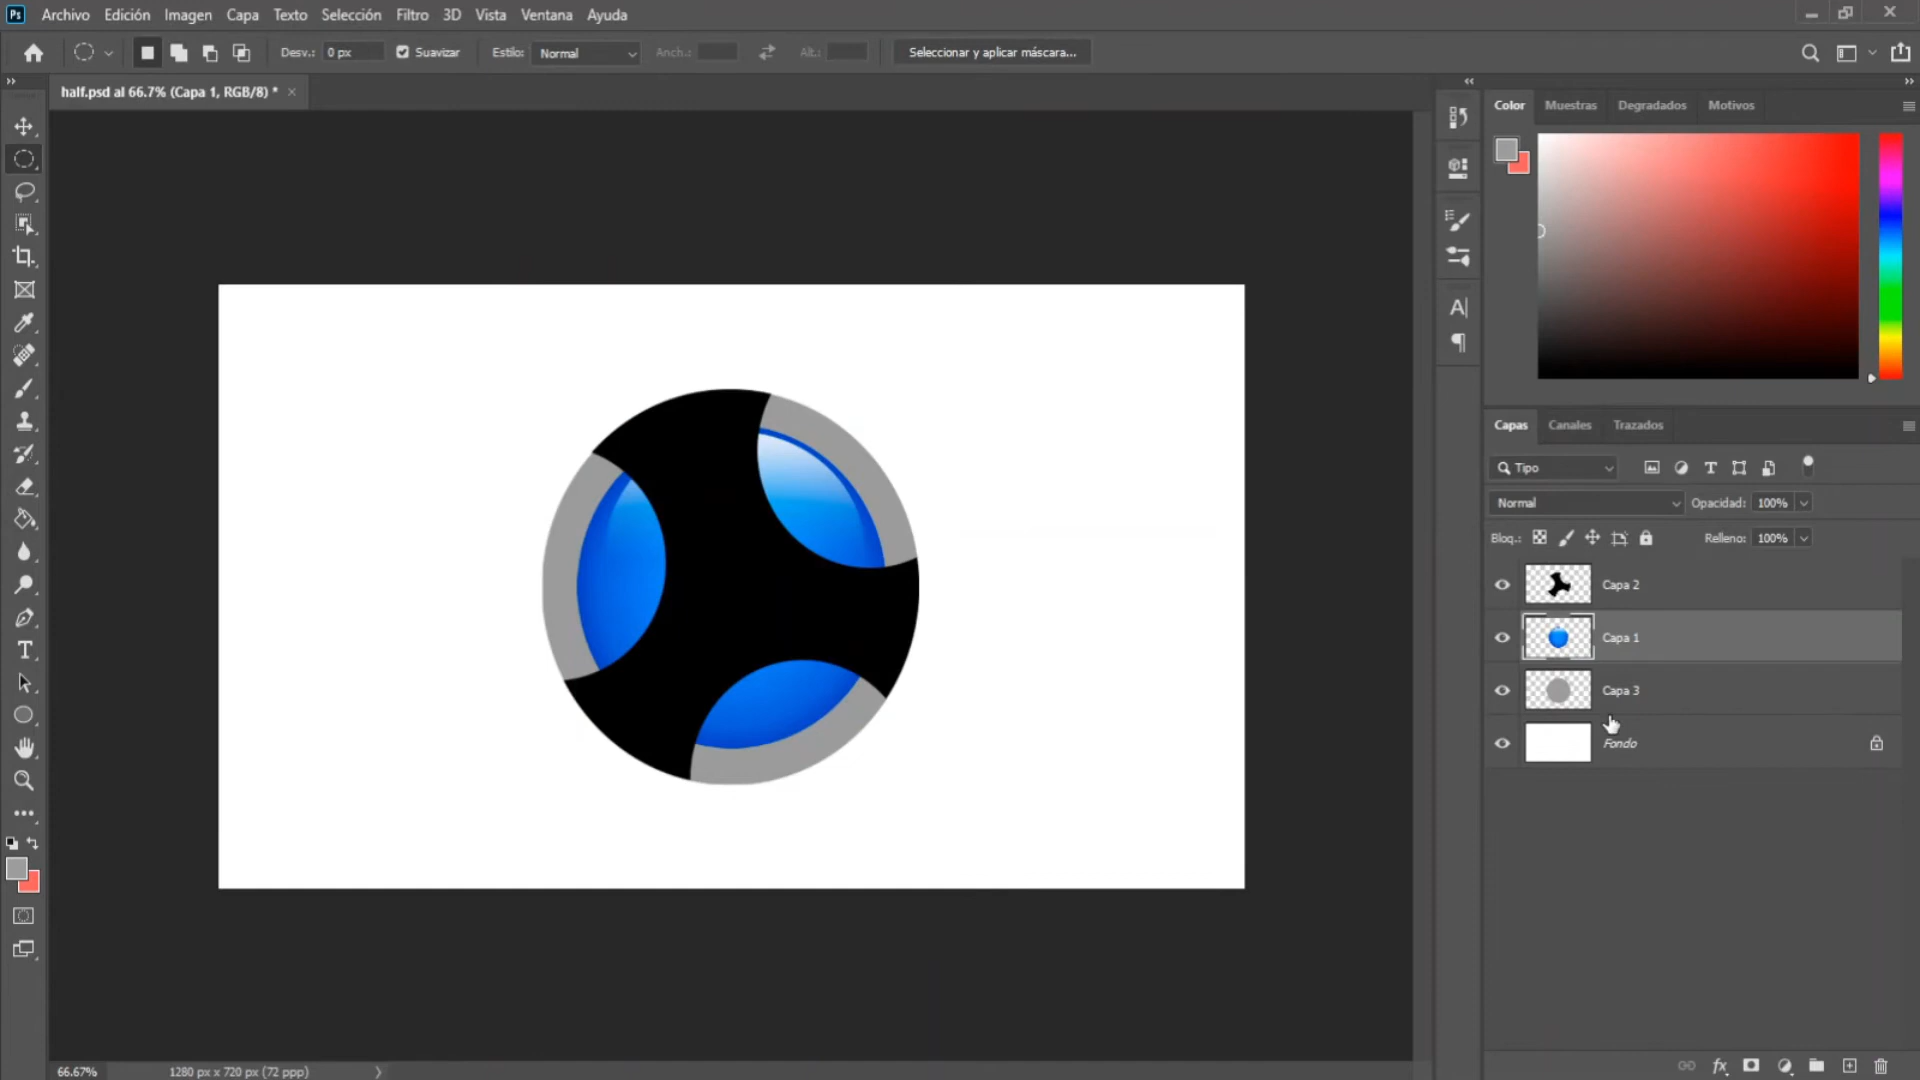 Ps Archivo Edición Imagen Capa Texto Selección Filtro 3D Vista Ventana Ayuda
Desv.: 0 px Suavizar Estilo: Normal Anch.: Alt.: Seleccionar y aplicar máscara...
half.psd al 66.7% (Capa 1, RGB/8) *
Color Muestras Degradados Motivos
Capas Canales Trazados
Tipo
Normal Opacidad: 100%
Bloq.: Relleno: 100%
Capa 2
Capa 1
Capa 3
Fondo
66.67% 1280 px x 720 px (72 ppp)